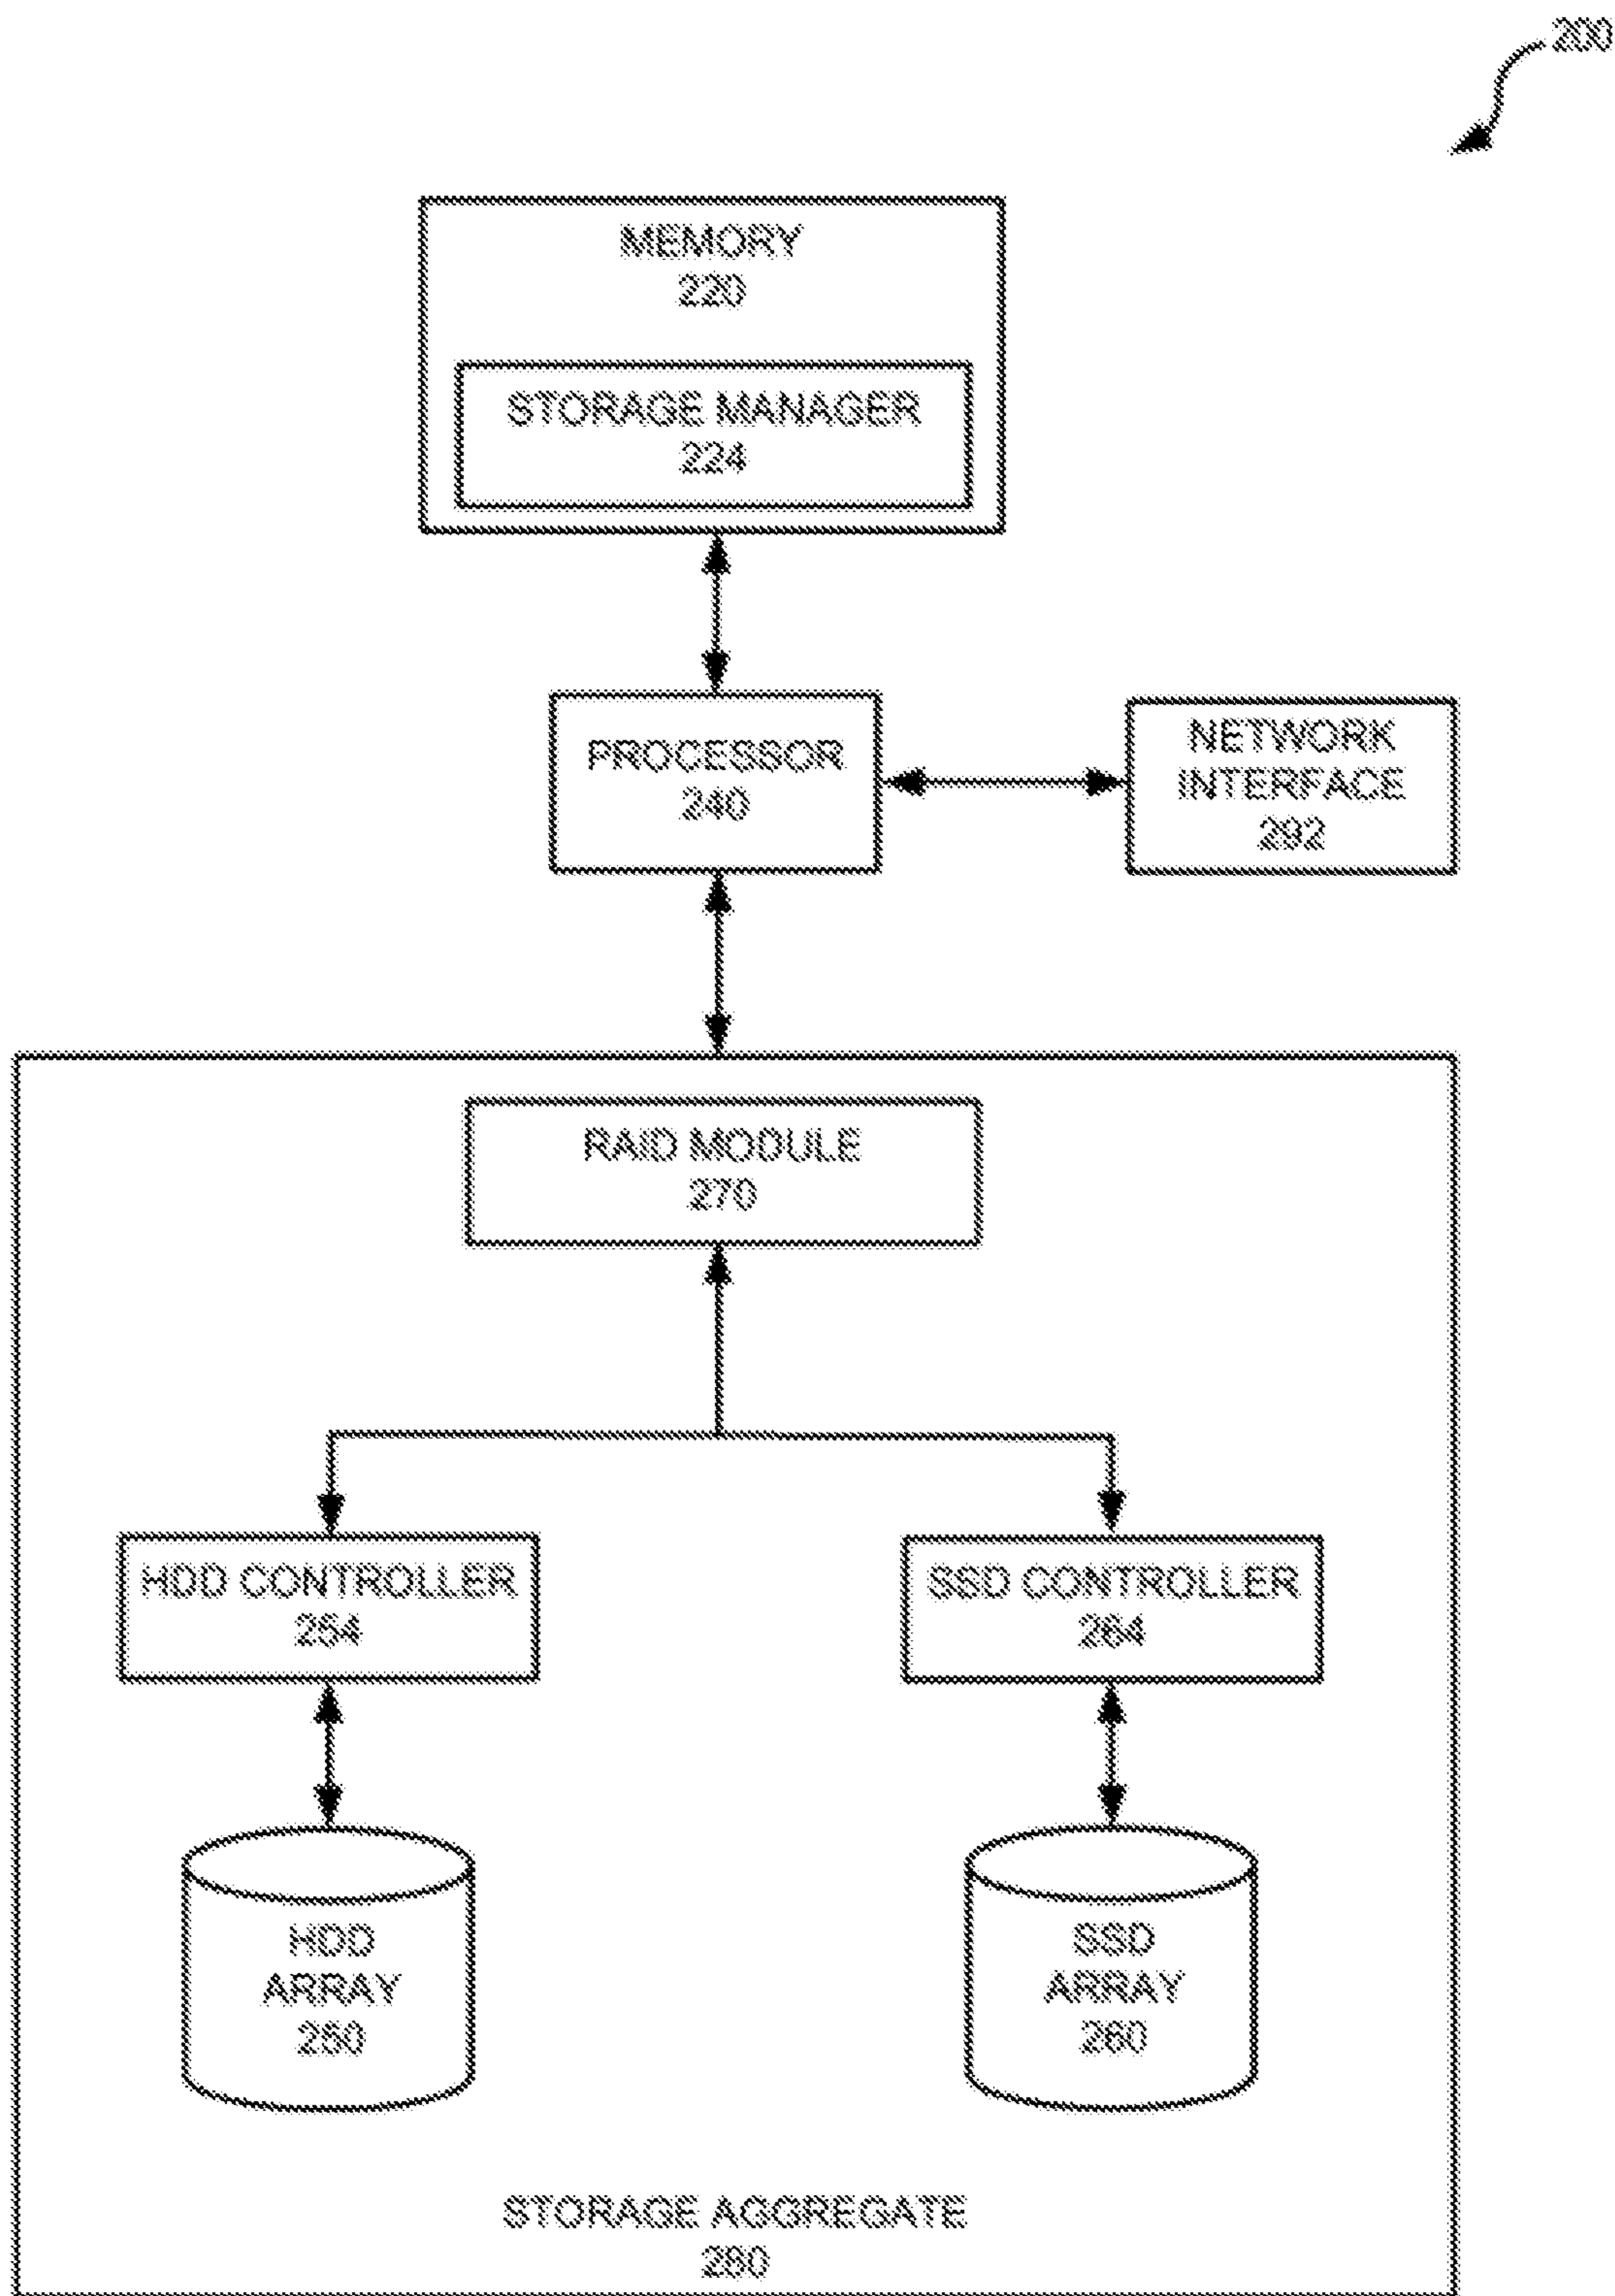 200
MEMORY
220
STORAGE MANAGER
224
PROCESSOR
240
NETWORK
INTERFACE
292
RAID MODULE
270
HDD CONTROLLER
254
SSD CONTROLLER
264
HDD
ARRAY
250
SSD
ARRAY
260
STORAGE AGGREGATE
280